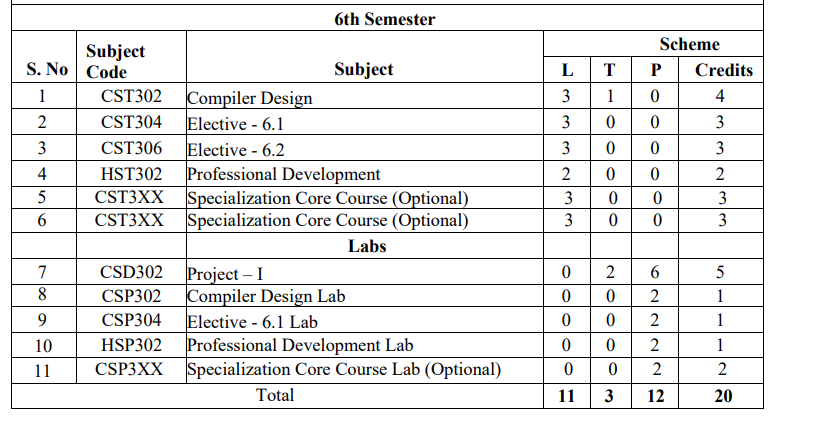 6th Semester
S. No Subject Code Subject Scheme
L T P Credits
1 CST302 Compiler Design 3 1 0 4
2 CST304 Elective - 6.1 3 0 0 3
3 CST306 Elective - 6.2 3 0 0 3
4 HST302 Professional Development 2 0 0 2
5 CST3XX Specialization Core Course (Optional) 3 0 0 3
6 CST3XX Specialization Core Course (Optional) 3 0 0 3
Labs
7 CSD302 Project – I 0 2 6 5
8 CSP302 Compiler Design Lab 0 0 2 1
9 CSP304 Elective - 6.1 Lab 0 0 2 1
10 HSP302 Professional Development Lab 0 0 2 1
11 CSP3XX Specialization Core Course Lab (Optional) 0 0 2 2
Total 11 3 12 20